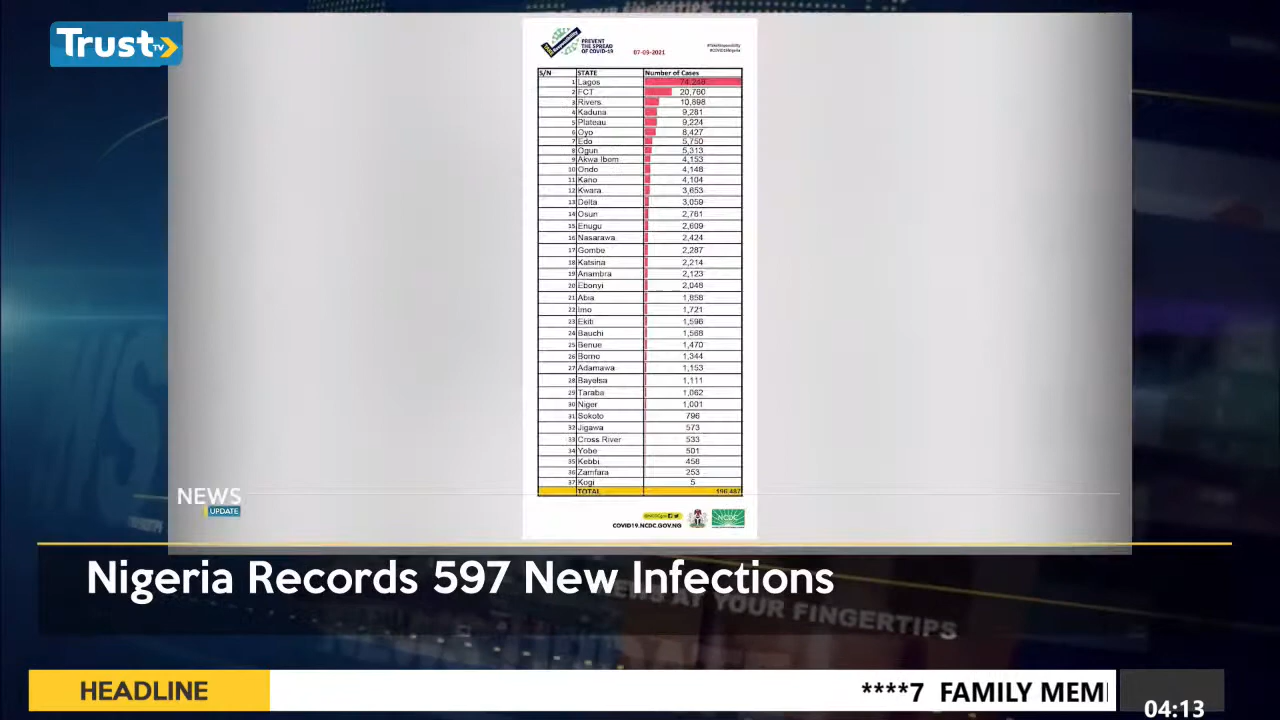 Trust TV
PREVENT
THE SPREAD
OF COVID-19
07-09-2021
#TakeResponsibility
#COVID19Nigeria
S/N STATE Number of Cases
1 Lagos
2 FCT 20,760
3 Rivers 10,698
4 Kaduna 9,281
5 Plateau 9,224
6 Oyo 8,427
7 Edo 5,750
8 Ogun 5,313
9 Akwa Ibom 4,153
10 Ondo 4,148
11 Kano 4,104
12 Kwara 3,653
13 Delta 3,059
14 Osun 2,761
15 Enugu 2,609
16 Nasarawa 2,424
17 Gombe 2,287
18 Katsina 2,214
19 Anambra 2,123
20 Ebonyi 2,048
21 Abia 1,858
22 Imo 1,721
23 Ekiti 1,596
24 Bauchi 1,568
25 Benue 1,470
26 Borno 1,344
27 Adamawa 1,153
28 Bayelsa 1,111
29 Taraba 1,062
30 Niger 1,001
31 Sokoto 796
32 Jigawa 573
33 Cross River 533
34 Yobe 501
35 Kebbi 458
36 Zamfara 253
37 Kogi 5
TOTAL 196,487
COVID19.NCDC.GOV.NG
NCDC
NEWS
UPDATE
Nigeria Records 597 New Infections
NEWS AT YOUR FINGERTIPS
HEADLINE
****7 FAMILY MEM
04:13